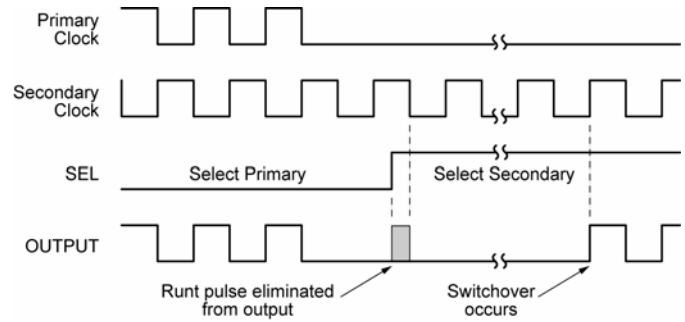 Primary
Clock
Secondary
Clock
SEL
Select Primary
Select Secondary
OUTPUT
Runt pulse eliminated
from output
Switchover
occurs